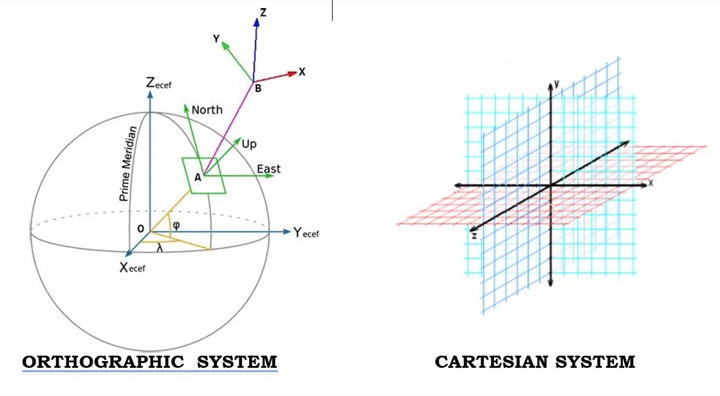 Z
Y
X
B
Zecef
North
Prime Meridian
Up
East
A
O
φ
λ
Yecef
Xecef
y
x
z
ORTHOGRAPHIC SYSTEM
CARTESIAN SYSTEM